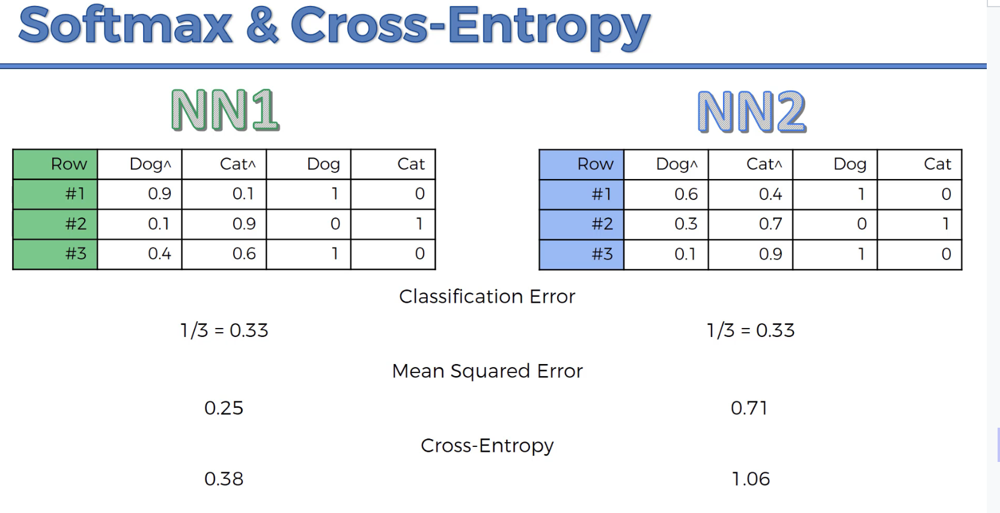 Softmax & Cross-Entropy
NN1
Row Dog^ Cat^ Dog Cat
#1 0.9 0.1 1 0
#2 0.1 0.9 0 1
#3 0.4 0.6 1 0
NN2
Row Dog^ Cat^ Dog Cat
#1 0.6 0.4 1 0
#2 0.3 0.7 0 1
#3 0.1 0.9 1 0
Classification Error
1/3 = 0.33 1/3 = 0.33
Mean Squared Error
0.25 0.71
Cross-Entropy
0.38 1.06